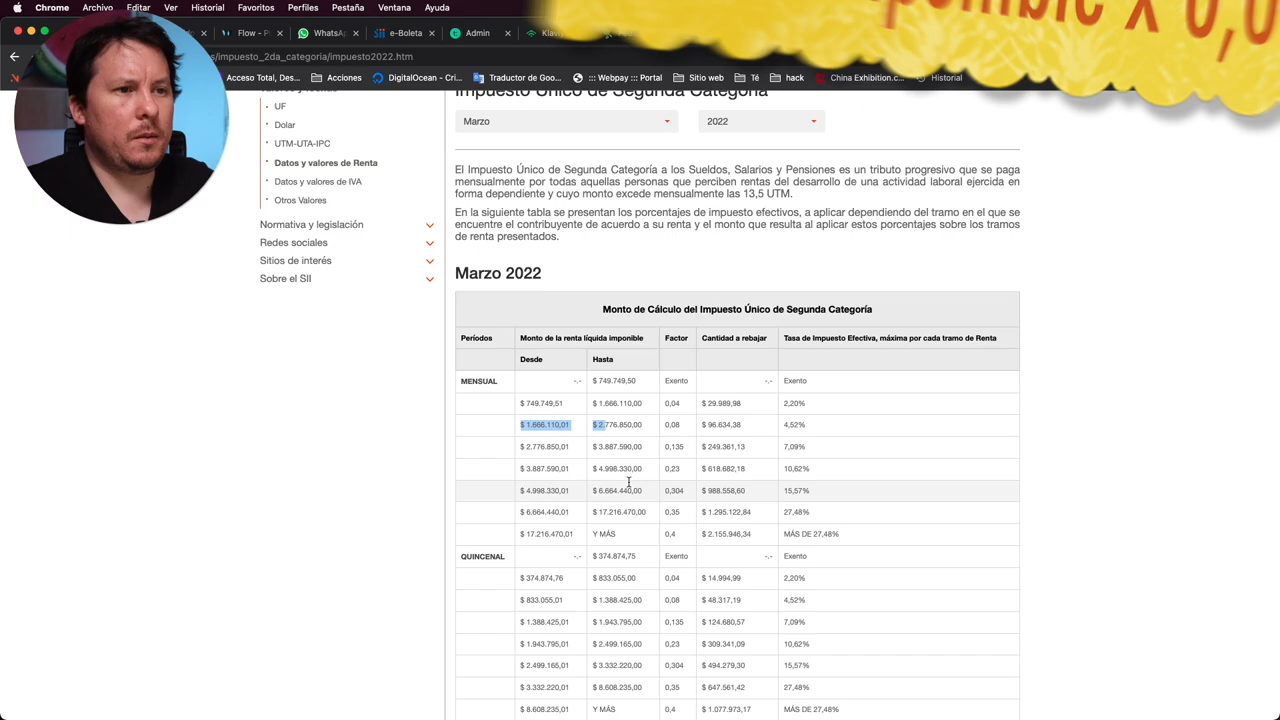 Chrome Archivo Edición Ventana Ayuda
Flow - Pl WhatsAp e-Boleta Admin
s/impuesto_2da_categoria/impuesto2022.htm
Acceso Total, Des... Acciones DigitalOcean - Cri... Traductor de Goo... ::: Webpay ::: Portal Sitio web Té hack China Exhibition.c... Historial
UF
Dolar
UTM-UTA-IPC
Datos y valores de Renta
Datos y valores de IVA
Otros Valores
Normativa y legislación
Redes sociales
Sitios de interés
Sobre el SII
Impuesto Único de Segunda Categoría
Marzo 2022
El Impuesto Único de Segunda Categoría a los Sueldos, Salarios y Pensiones es un tributo progresivo que se paga
mensualmente por todas aquellas personas que perciben rentas del desarrollo de una actividad laboral ejercida en
forma dependiente y cuyo monto excede mensualmente las 13,5 UTM.
En la siguiente tabla se presentan los porcentajes de impuesto efectivos, a aplicar dependiendo del tramo en el que se
encuentre el contribuyente de acuerdo a su renta y el monto que resulta al aplicar estos porcentajes sobre los tramos
de renta presentados.
Marzo 2022
Monto de Cálculo del Impuesto Único de Segunda Categoría
Períodos Monto de la renta líquida imponible Factor Cantidad a rebajar Tasa de Impuesto Efectiva, máxima por cada tramo de Renta
Desde Hasta
MENSUAL -.- $ 749.749,50 Exento -.- Exento
$ 749.749,51 $ 1.666.110,00 0,04 $ 29.989,98 2,20%
$ 1.666.110,01 $ 2.776.850,00 0,08 $ 96.634,38 4,52%
$ 2.776.850,01 $ 3.887.590,00 0,135 $ 249.361,13 7,09%
$ 3.887.590,01 $ 4.998.330,00 0,23 $ 618.682,18 10,62%
$ 4.998.330,01 $ 6.664.440,00 0,304 $ 988.558,60 15,57%
$ 6.664.440,01 $ 17.216.470,00 0,35 $ 1.295.122,84 27,48%
$ 17.216.470,01 Y MÁS 0,4 $ 2.155.946,34 MÁS DE 27,48%
QUINCENAL -.- $ 374.874,75 Exento -.- Exento
$ 374.874,76 $ 833.055,00 0,04 $ 14.994,99 2,20%
$ 833.055,01 $ 1.388.425,00 0,08 $ 48.317,19 4,52%
$ 1.388.425,01 $ 1.943.795,00 0,135 $ 124.680,57 7,09%
$ 1.943.795,01 $ 2.499.165,00 0,23 $ 309.341,09 10,62%
$ 2.499.165,01 $ 3.332.220,00 0,304 $ 494.279,30 15,57%
$ 3.332.220,01 $ 8.608.235,00 0,35 $ 647.561,42 27,48%
$ 8.608.235,01 Y MÁS 0,4 $ 1.077.973,17 MÁS DE 27,48%